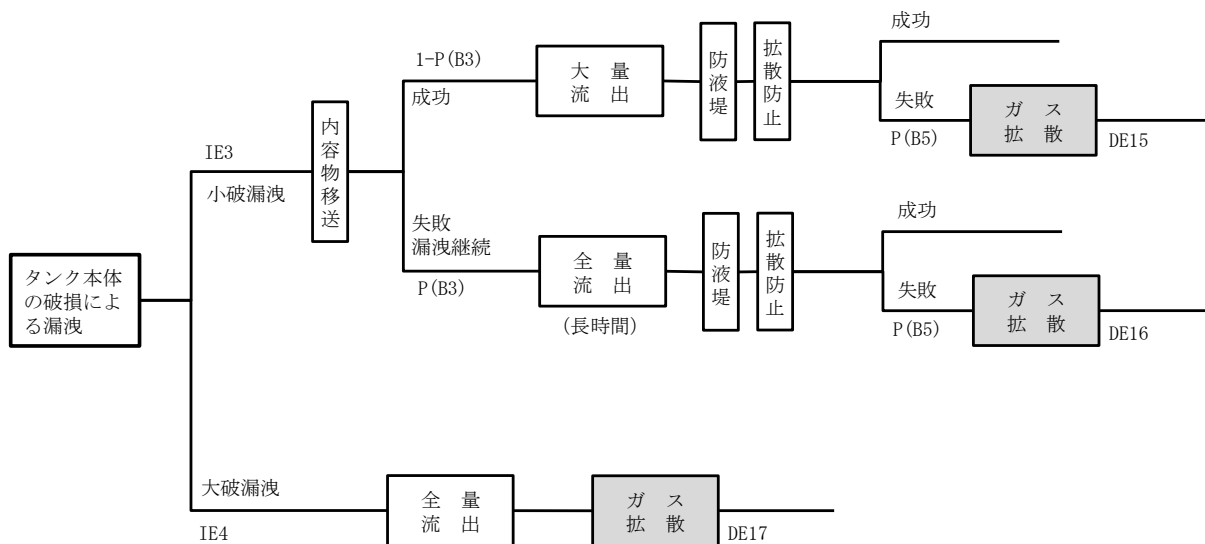 タンク本体
の破損によ
る漏洩
IE3
小破漏洩
内容物移送
1-P(B3)
成功
大　量
流　出
防液堤
拡散防止
成功
失敗
P(B5)
ガ　ス
拡　散
DE15
失敗
漏洩継続
P(B3)
全　量
流　出
(長時間)
防液堤
拡散防止
成功
失敗
P(B5)
ガ　ス
拡　散
DE16
大破漏洩
IE4
全　量
流　出
ガ　ス
拡　散
DE17